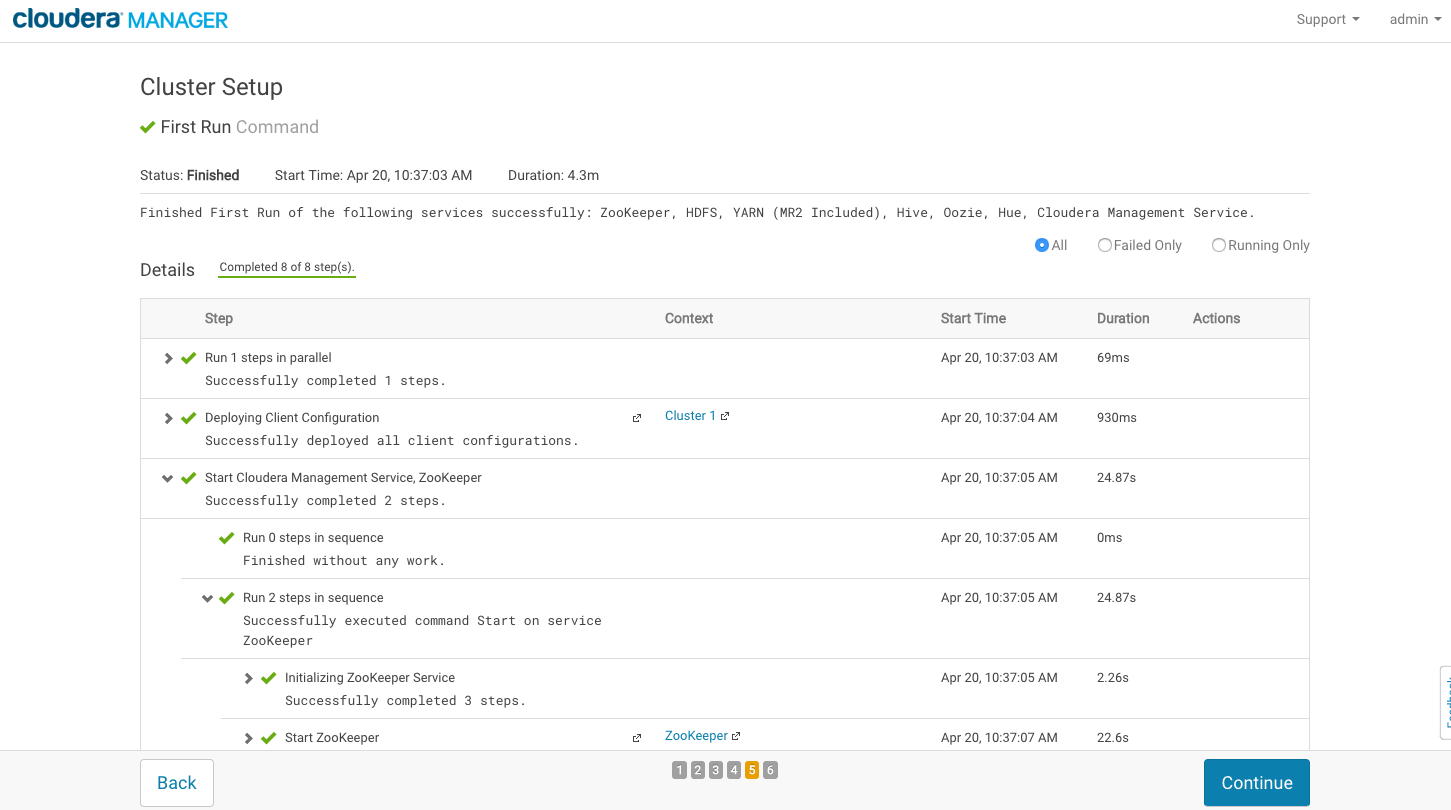 cloudera MANAGER
Support admin
Cluster Setup
First Run Command
Status: Finished Start Time: Apr 20, 10:37:03 AM Duration: 4.3m
Finished First Run of the following services successfully: ZooKeeper, HDFS, YARN (MR2 Included), Hive, Oozie, Hue, Cloudera Management Service.
All Failed Only Running Only
Details Completed 8 of 8 step(s).
Step Context Start Time Duration Actions
Run 1 steps in parallel Apr 20, 10:37:03 AM 69ms
Successfully completed 1 steps.
Deploying Client Configuration Cluster 1 Apr 20, 10:37:04 AM 930ms
Successfully deployed all client configurations.
Start Cloudera Management Service, ZooKeeper Apr 20, 10:37:05 AM 24.87s
Successfully completed 2 steps.
Run 0 steps in sequence Apr 20, 10:37:05 AM 0ms
Finished without any work.
Run 2 steps in sequence Apr 20, 10:37:05 AM 24.87s
Successfully executed command Start on service
ZooKeeper
Initializing ZooKeeper Service Apr 20, 10:37:05 AM 2.26s
Successfully completed 3 steps.
Start ZooKeeper ZooKeeper Apr 20, 10:37:07 AM 22.6s
Back 1 2 3 4 5 6 Continue